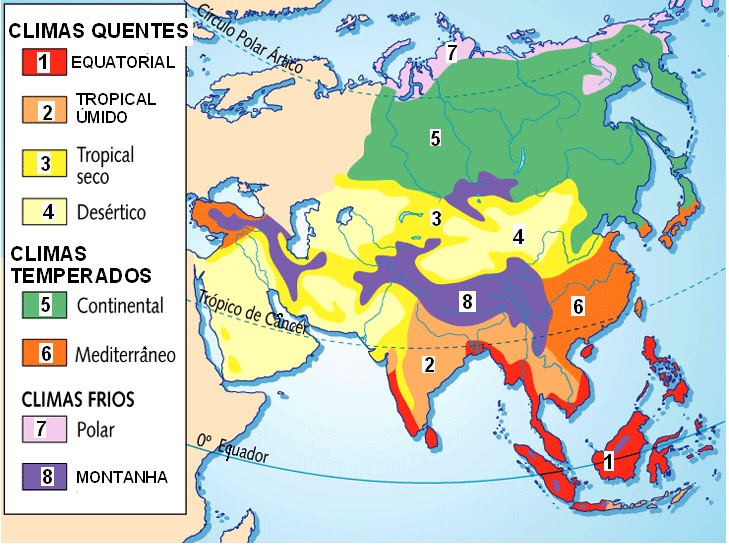 CLIMAS QUENTES
1 EQUATORIAL
2 TROPICAL
ÚMIDO
3 Tropical
seco
4 Desértico
CLIMAS
TEMPERADOS
5 Continental
6 Mediterrâneo
CLIMAS FRIOS
7 Polar
8 MONTANHA
Círculo Polar Ártico
7
5
3
4
8
6
Trópico de Câncer
2
0º Equador
1